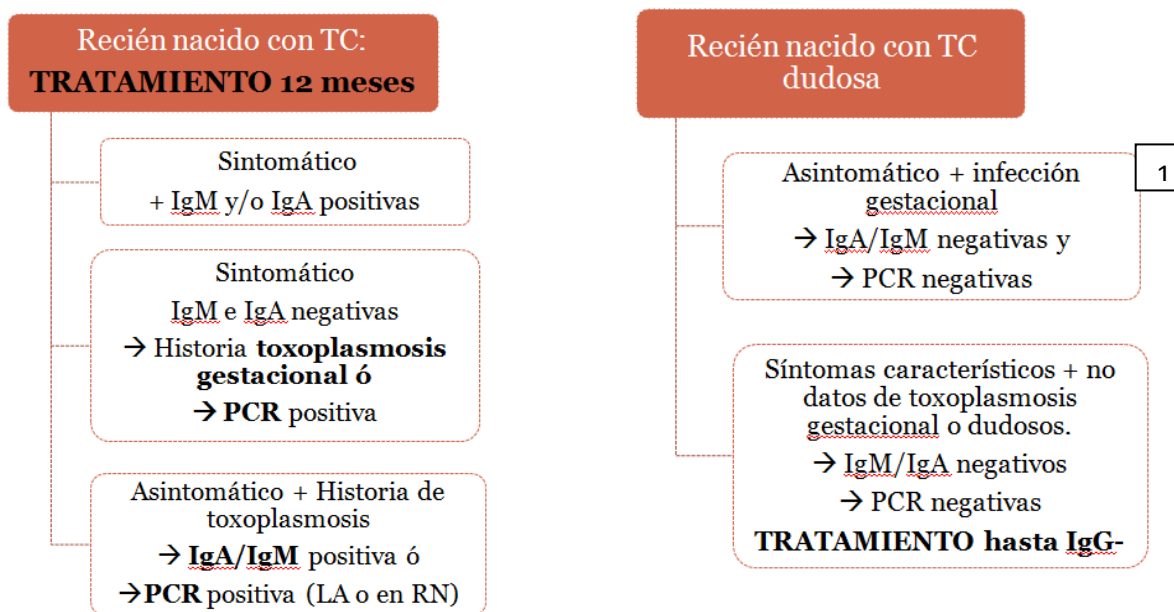 Recién nacido con TC:
TRATAMIENTO 12 meses
Sintomático
+ IgM y/o IgA positivas
Sintomático
IgM e IgA negativas
→ Historia toxoplasmosis
gestacional ó
→ PCR positiva
Asintomático + Historia de
toxoplasmosis
→ IgA/IgM positiva ó
→PCR positiva (LA o en RN)
Recién nacido con TC
dudosa
1
Asintomático + infección
gestacional
→ IgA/IgM negativas y
→ PCR negativas
Síntomas característicos + no
datos de toxoplasmosis
gestacional o dudosos.
→ IgM/IgA negativos
→ PCR negativas
TRATAMIENTO hasta IgG-